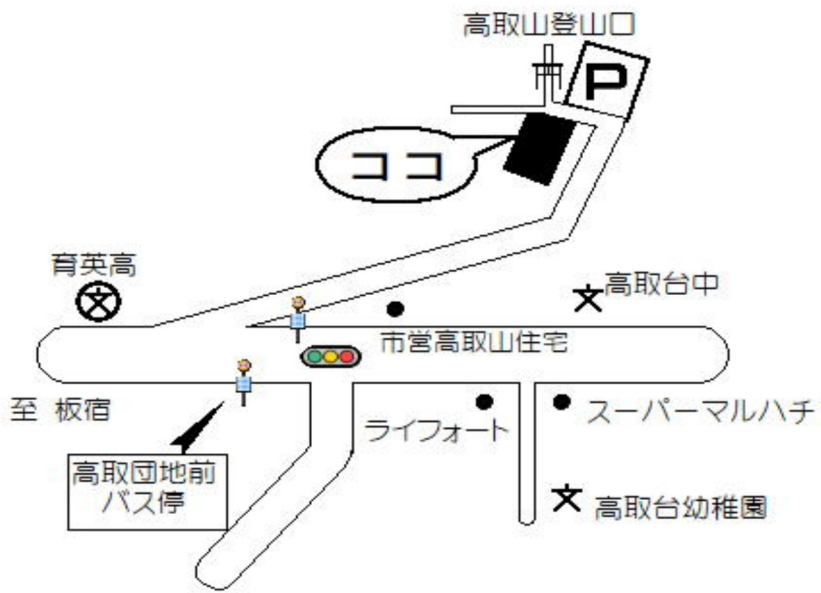 高取山登山口
P
ココ
育英高
高取台中
市営高取山住宅
至 板宿
ライフォート
スーパーマルハチ
高取団地前
バス停
高取台幼稚園